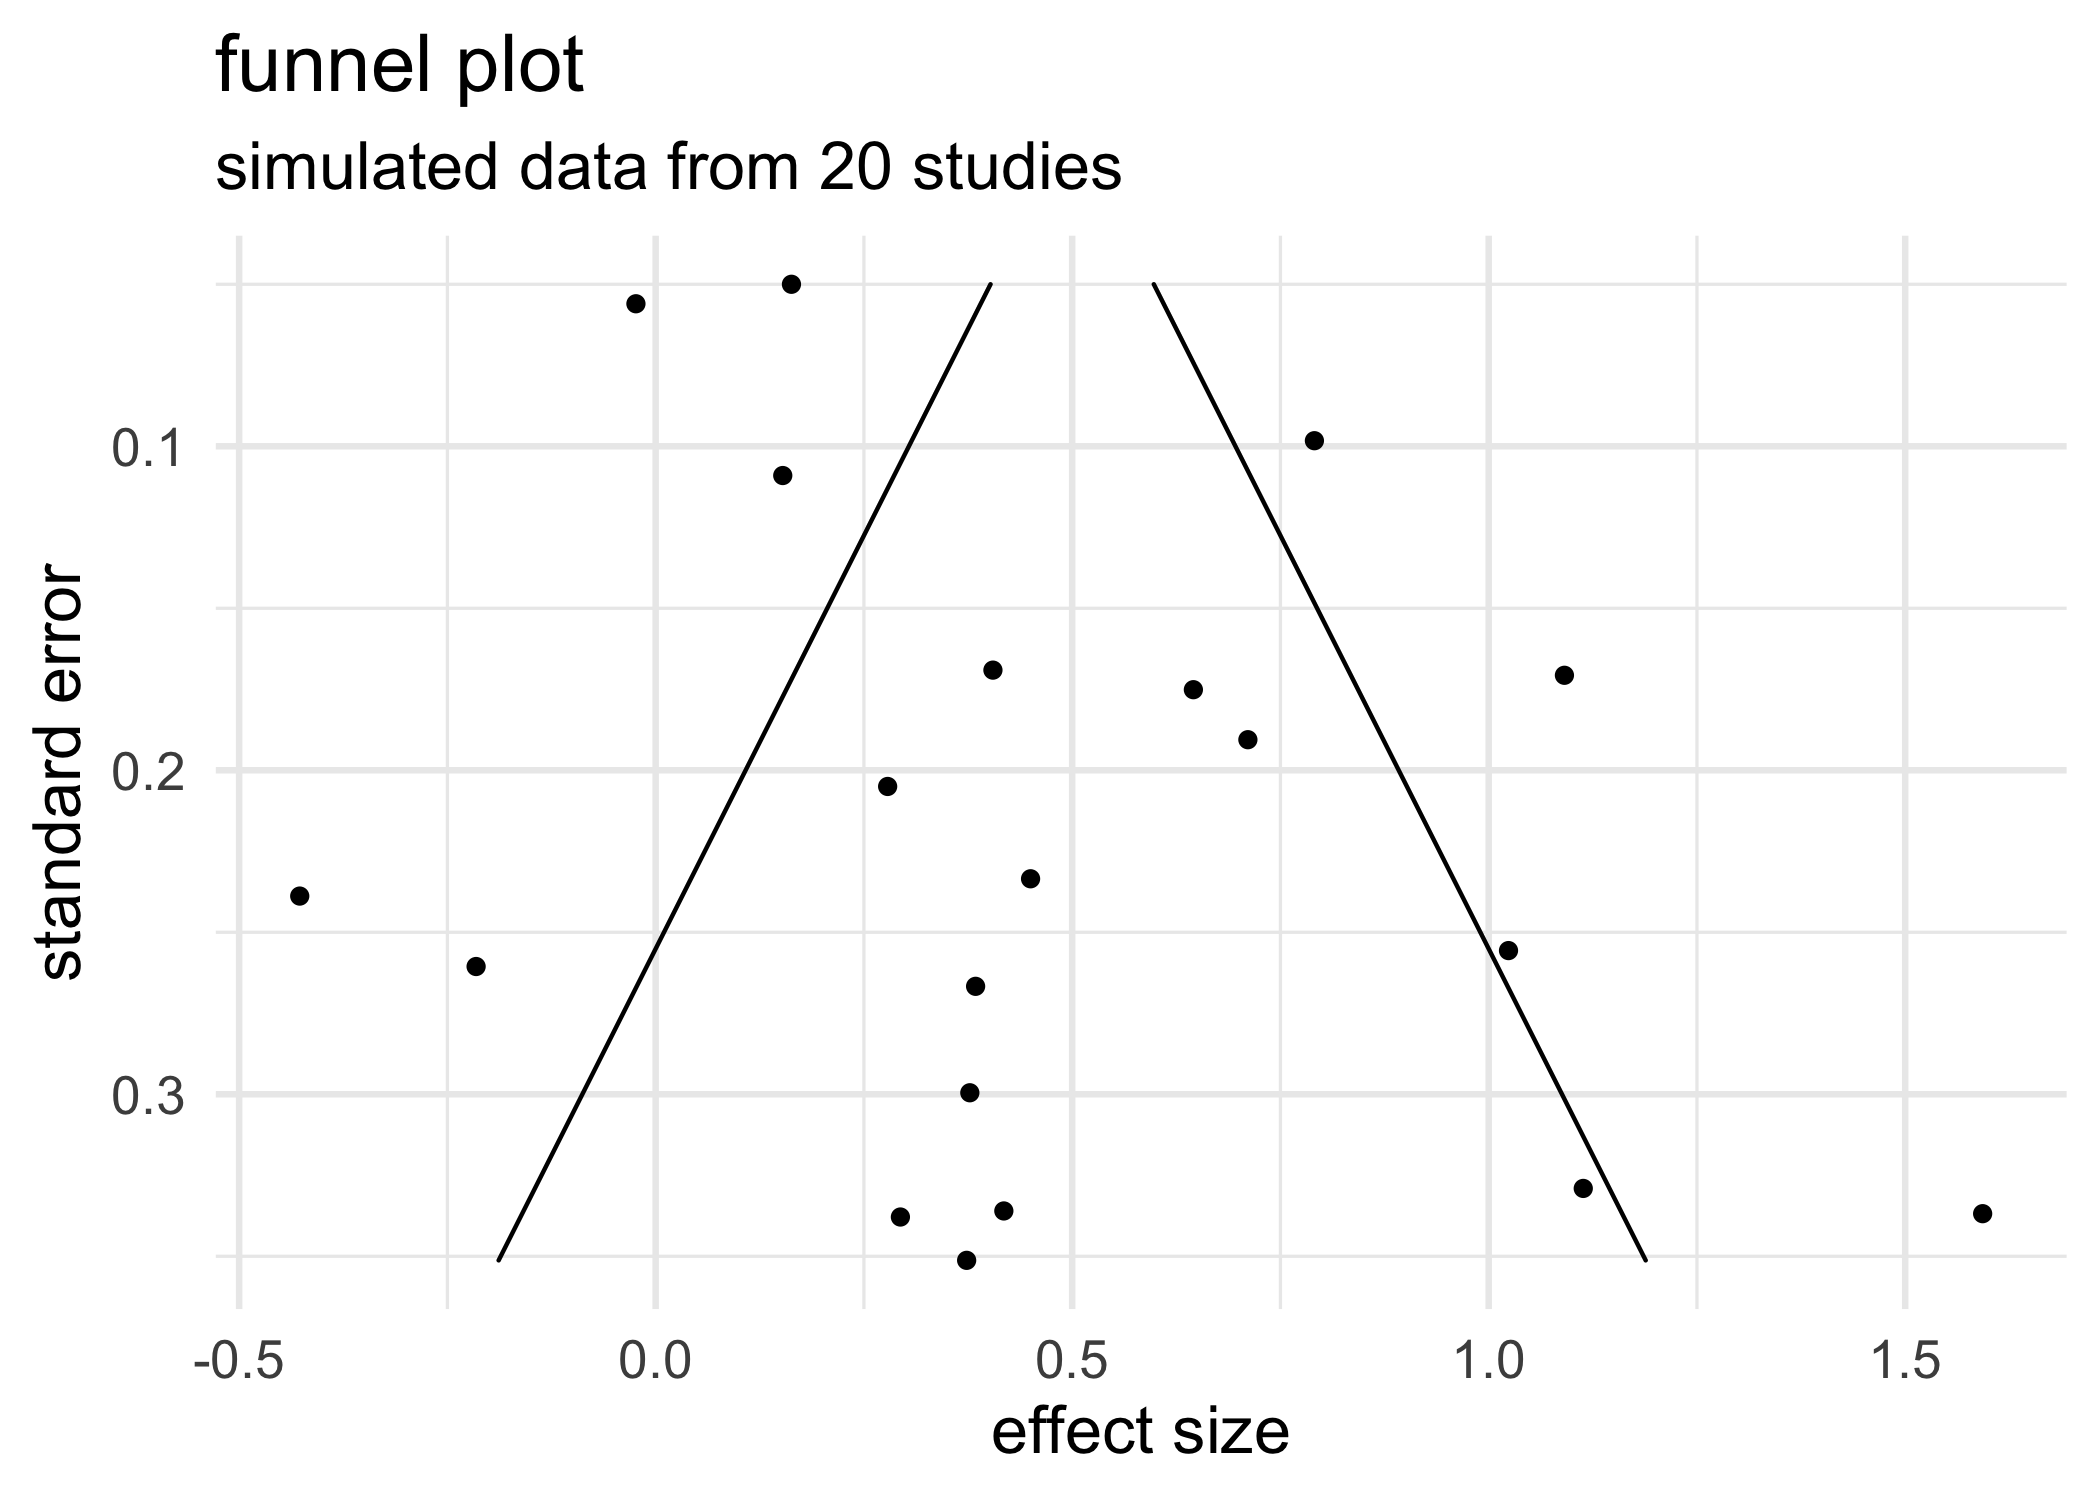 funnel plot
simulated data from 20 studies
0.1
0.2
0.3
standard error
-0.5 0.0 0.5 1.0 1.5
effect size